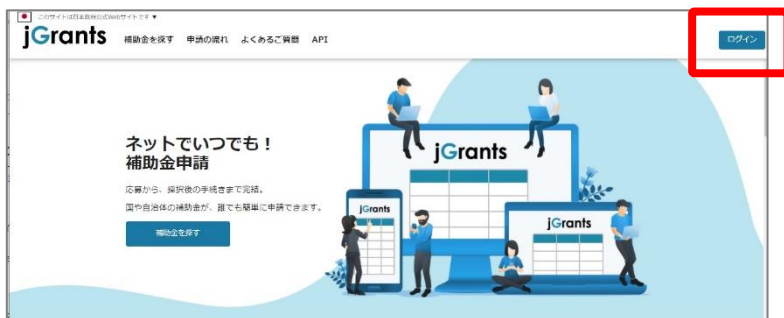 このサイトは日本政府公式Webサイトです ▼
jGrants 補助金を探す 申請の流れ よくあるご質問 API
ログイン
ネットでいつでも！
補助金申請
応募から、採択後の手続きまで完結。
国や自治体の補助金が、誰でも簡単に申請できます。
補助金を探す
jGrants
jGrants
jGrants